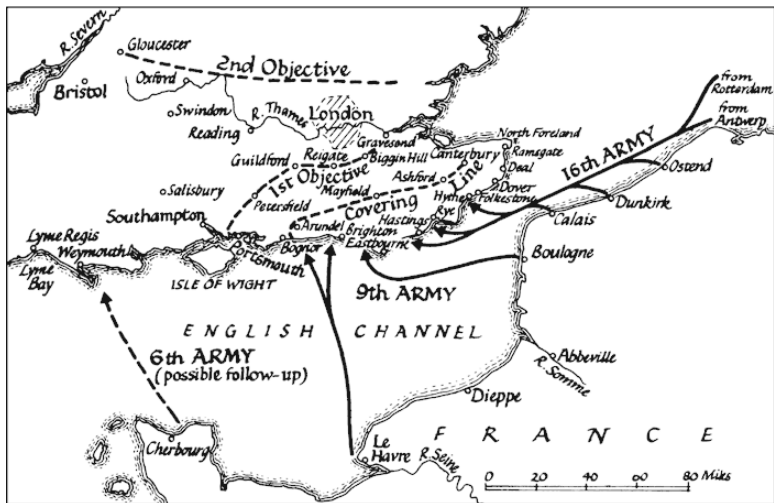 R. Severn
Gloucester
2nd Objective
Oxford
Bristol
Swindon
R. Thames
London
Reading
Gravesend
North Foreland
from
Rotterdam
from
Antwerp
Guildford
Reigate
Biggin Hill
Canterbury
Ramsgate
Deal
16th ARMY
Ostend
1st Objective
Mayfield
Ashford
Line
Dover
Folkestone
Hythe
Rye
Dunkirk
Salisbury
Petersfield
Covering
Hastings
Calais
Southampton
Arundel
Brighton
Eastbourne
Bognor
Portsmouth
Lyme Regis
Weymouth
Lyme
Bay
ISLE OF WIGHT
Boulogne
9th ARMY
ENGLISH CHANNEL
6th ARMY
(possible follow-up)
Abbeville
R. Somme
Dieppe
Cherbourg
FRANCE
Le
Havre
R. Seine
0 20 40 60 80 Miles